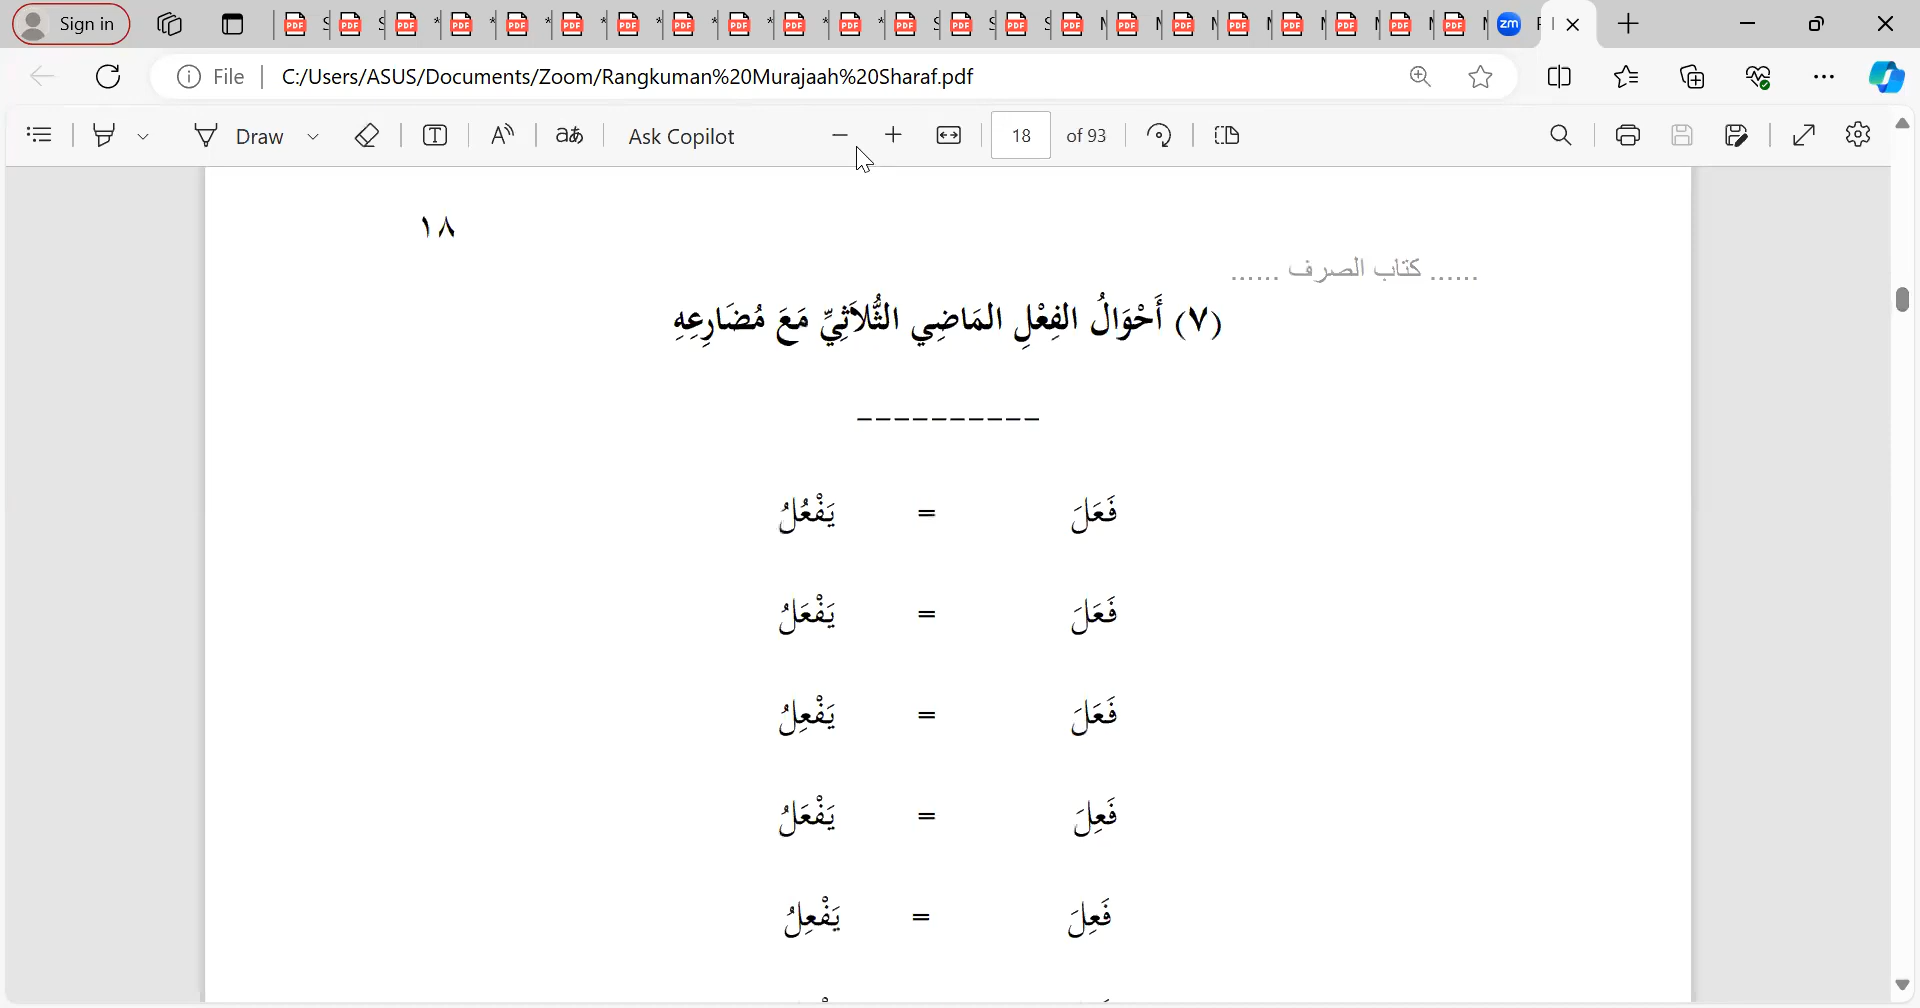 Sign in
File
C:/Users/ASUS/Documents/Zoom/Rangkuman%20Murajaah%20Sharaf.pdf
Draw
Ask Copilot
18 of 93
١٨
...... كتاب الصرف ......
(٧) أَحْوَالُ الفِعْلِ المَاضِي الثُّلاَثِيِّ مَعَ مُضَارِعِهِ
----------
فَعَلَ = يَفْعُلُ
فَعَلَ = يَفْعَلُ
فَعَلَ = يَفْعِلُ
فَعِلَ = يَفْعَلُ
فَعِلَ = يَفْعِلُ